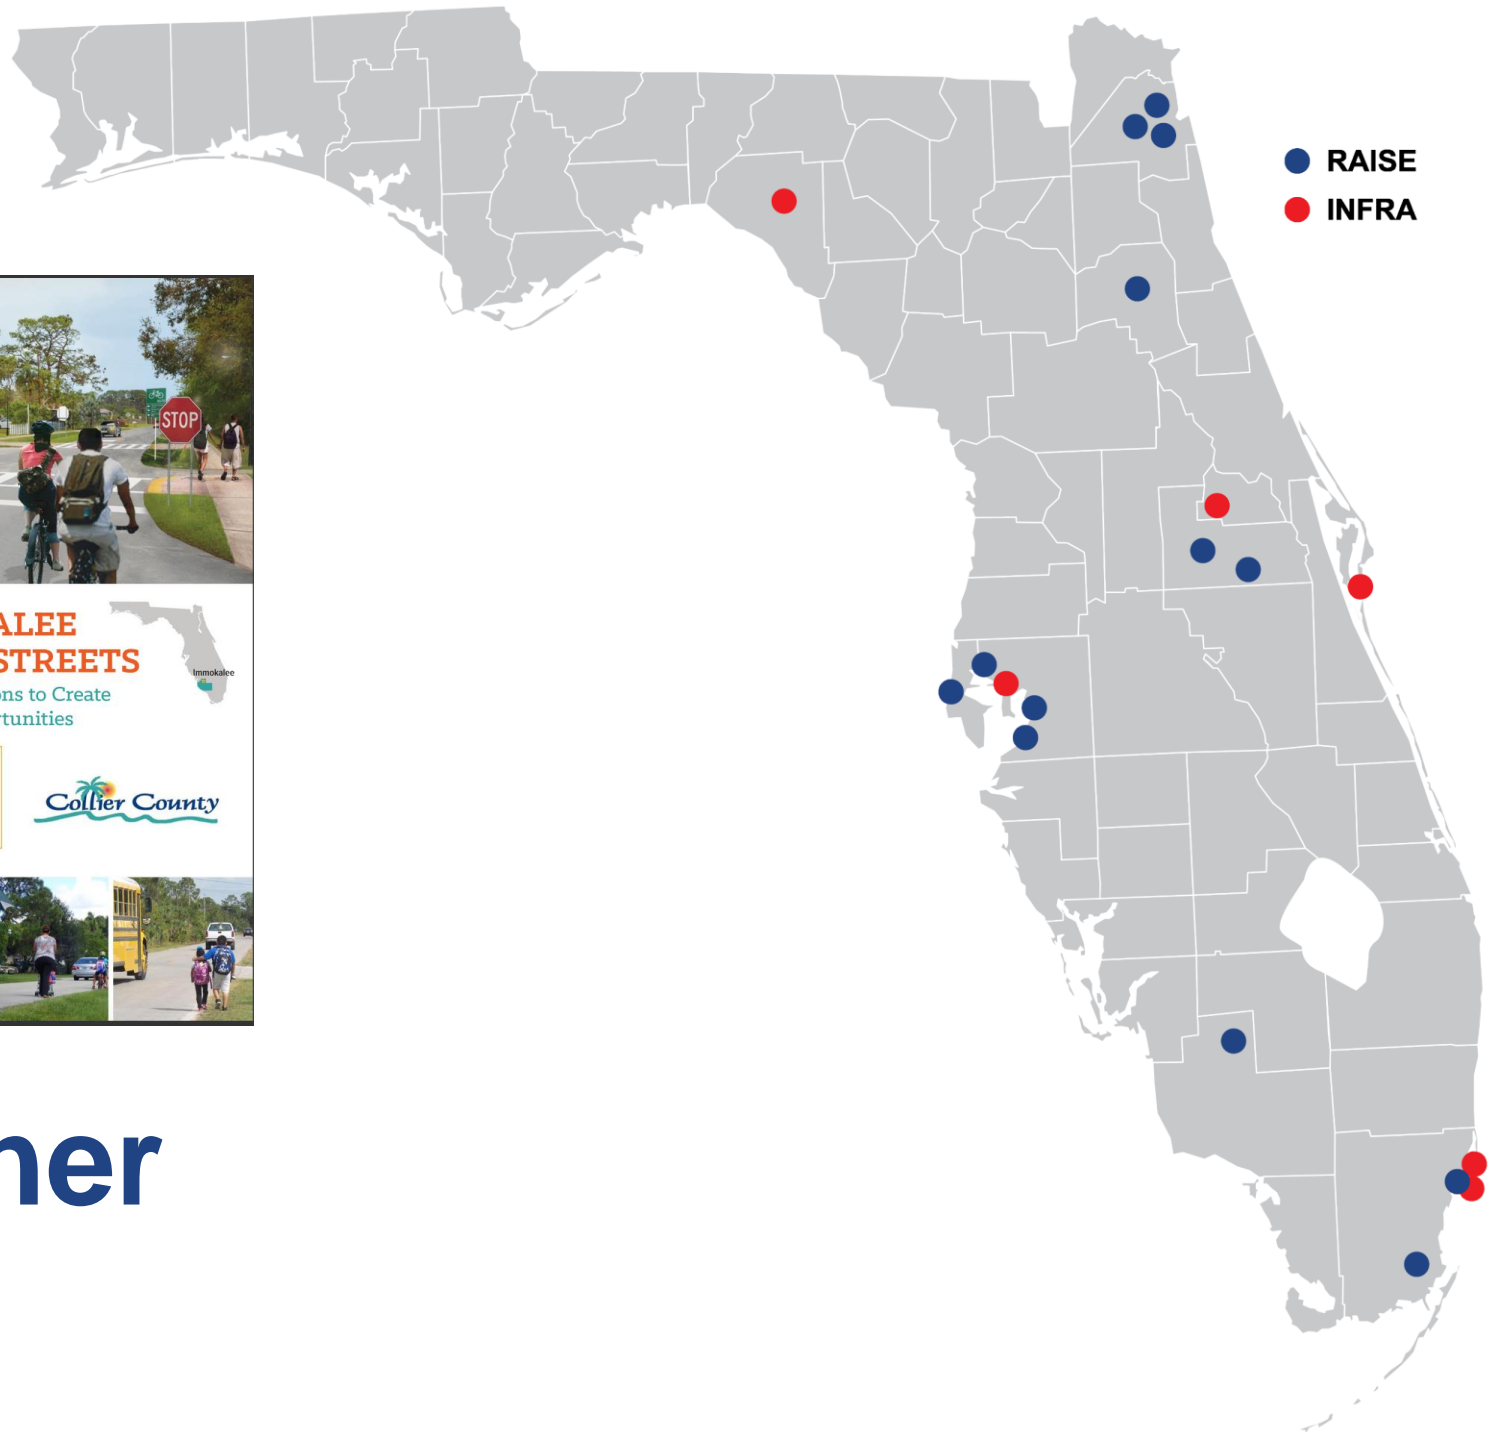 RAISE
INFRA
STOP
ALEE
STREETS
ns to Create
tunities
Immokalee
Collier County
ner